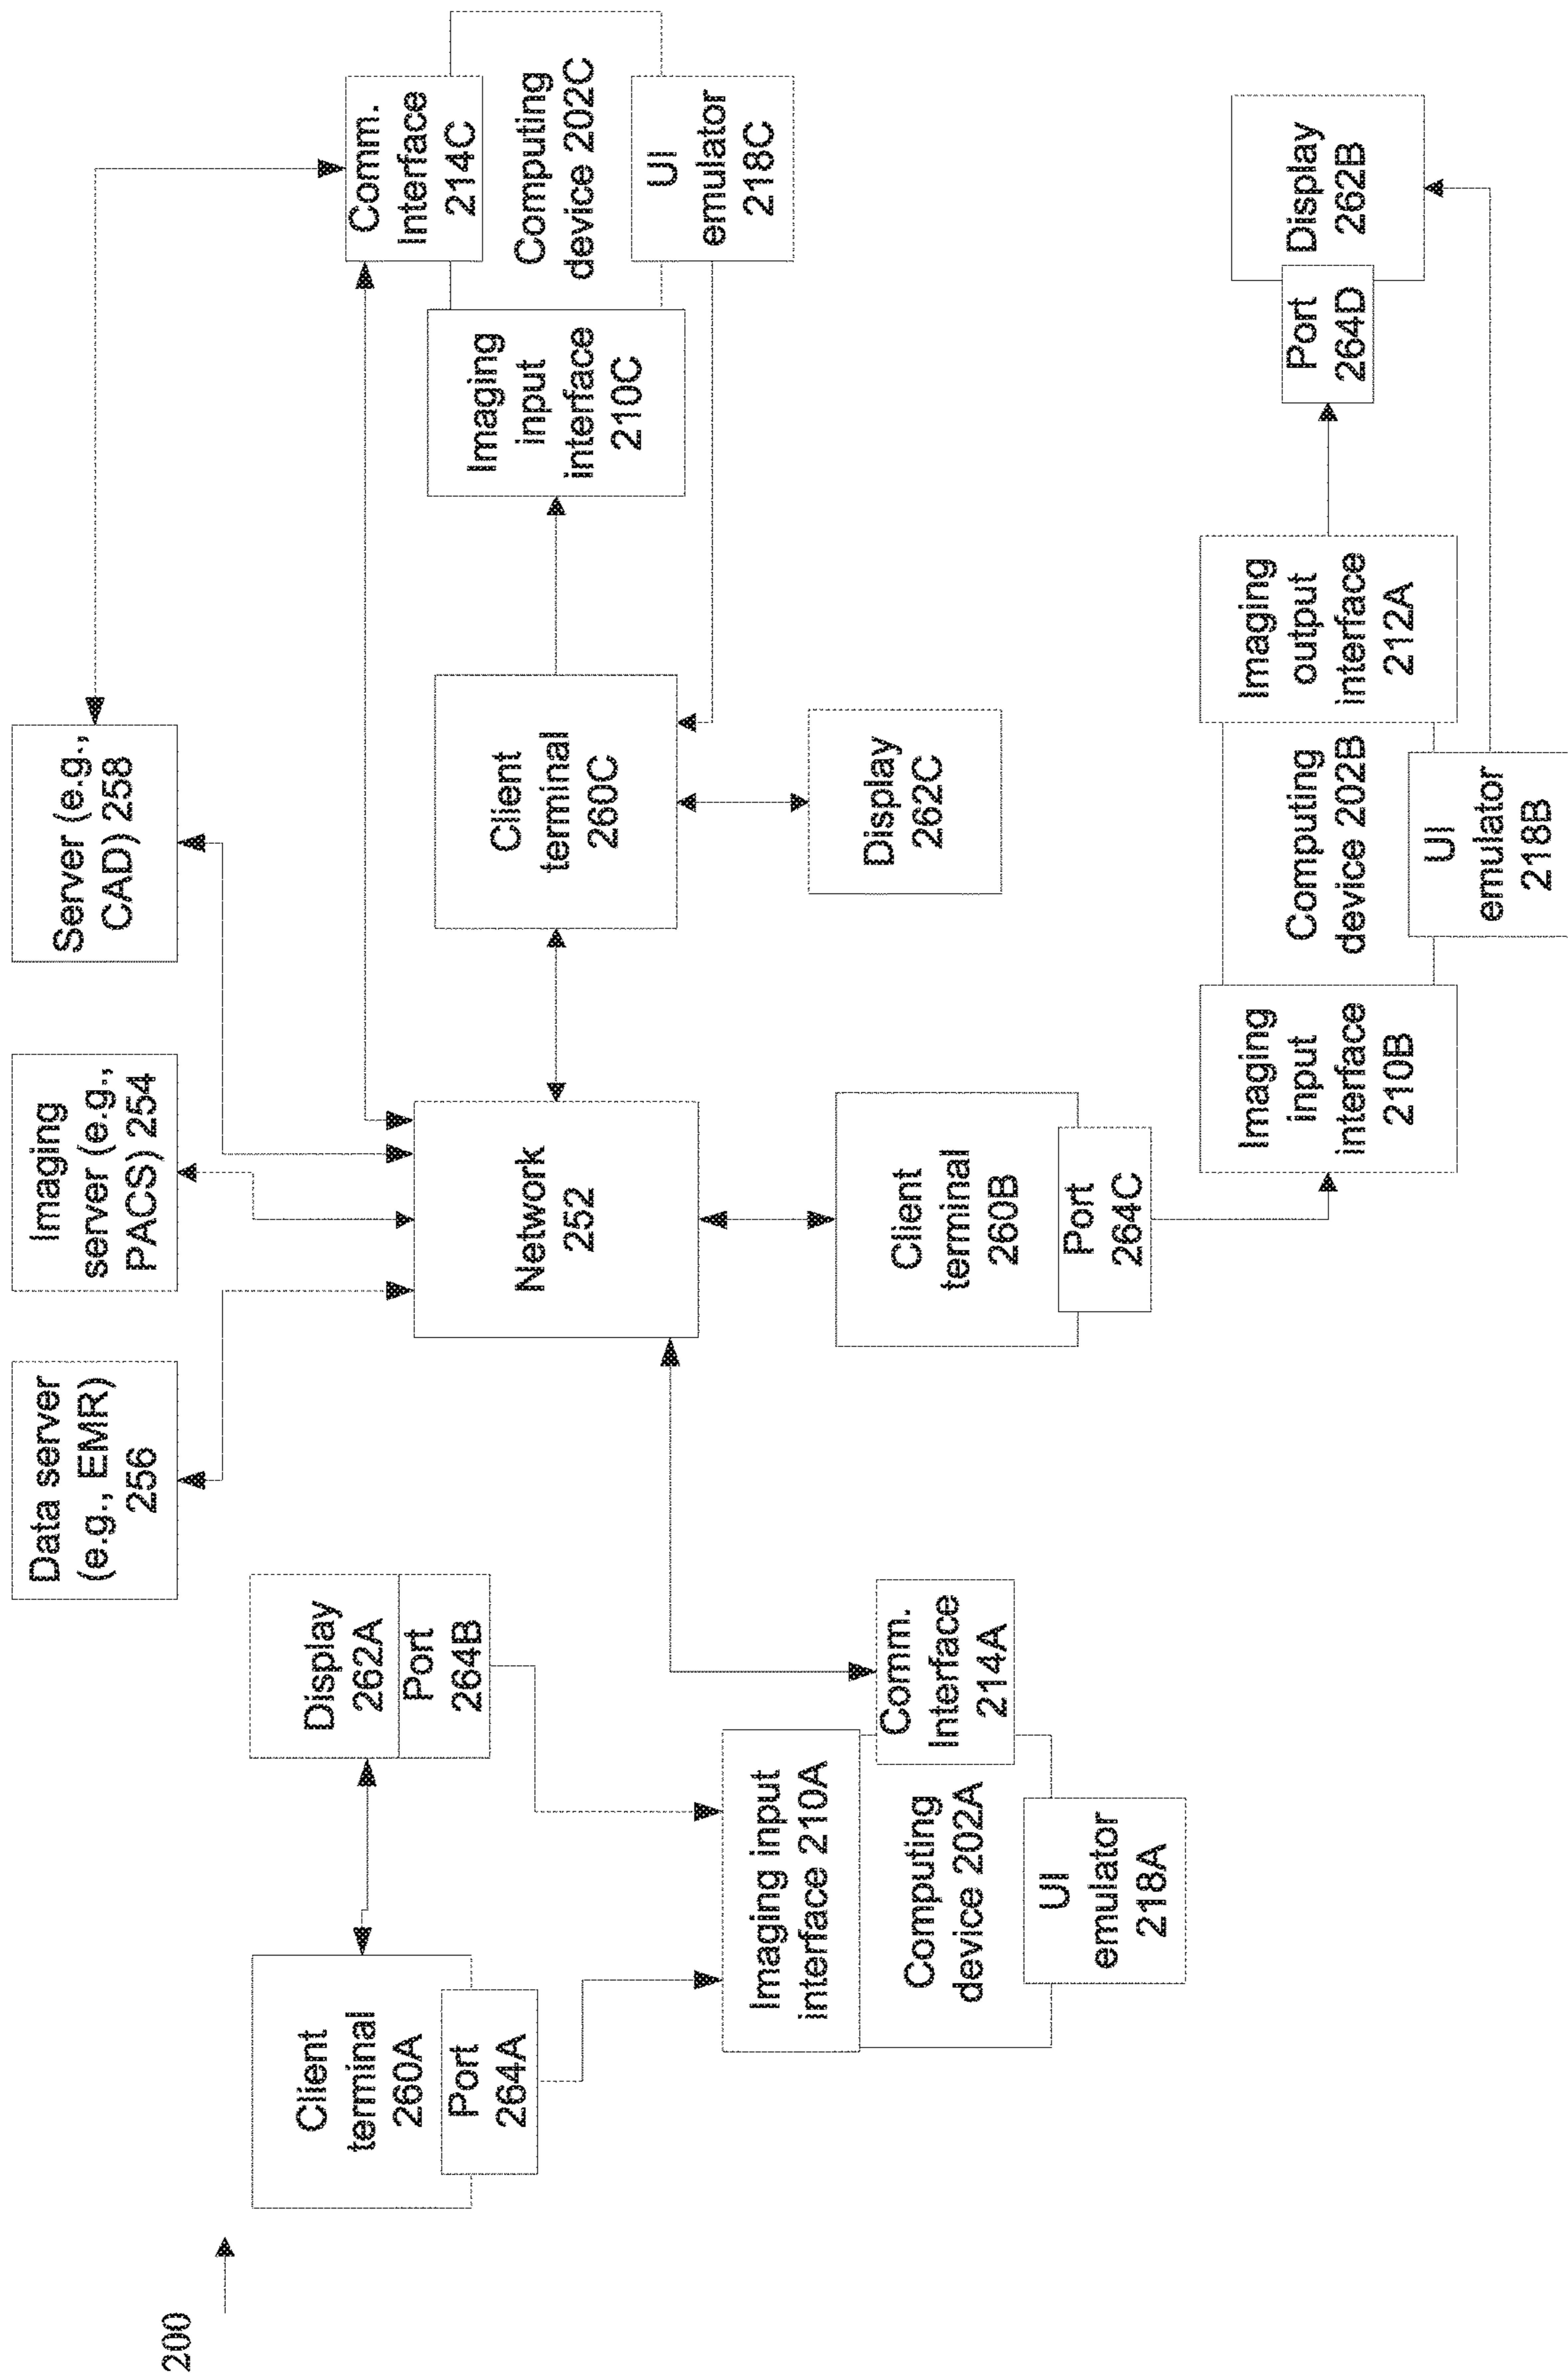 200
Data server
(e.g., EMR)
256
Imaging
server (e.g.,
PACS) 254
Server (e.g.,
CAD) 258
Client
terminal
260A
Port
264A
Display
262A
Port
264B
Network
252
Client
terminal
260C
Imaging
input
interface
210C
Comm.
Interface
214C
Computing
device 202C
UI
emulator
218C
Display
262C
Imaging input
interface 210A
Comm.
Interface
214A
Computing
device 202A
UI
emulator
218A
Client
terminal
260B
Port
264C
Imaging
input
interface
210B
Computing
device 202B
Imaging
output
interface
212A
UI
emulator
218B
Port
264D
Display
262B